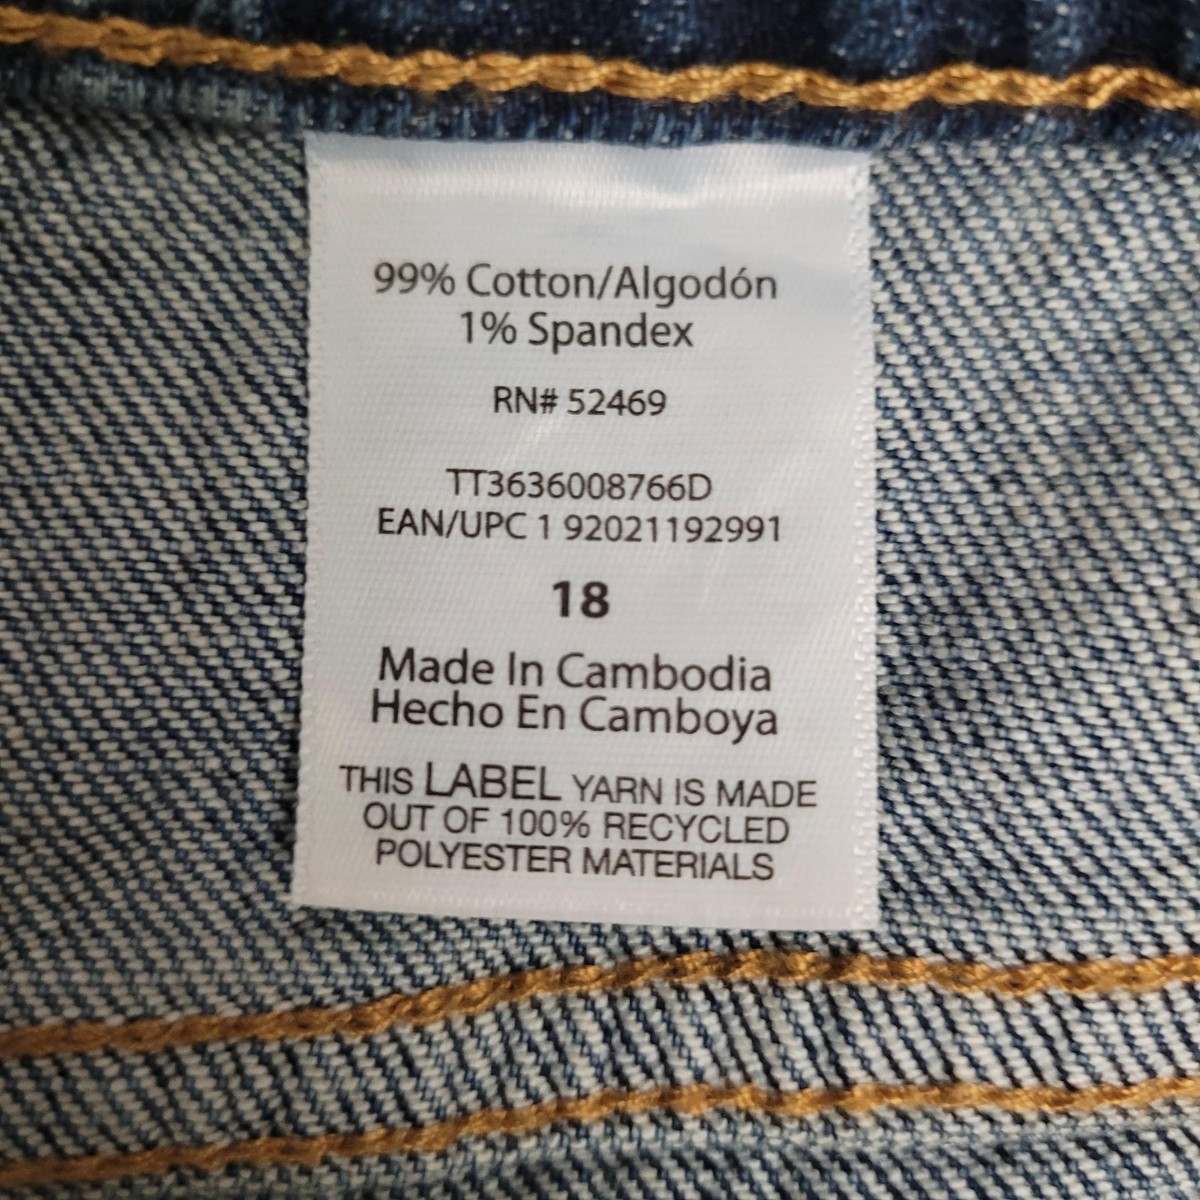 99% Cotton/Algodón
1% Spandex
RN# 52469
TT3636008766D
EAN/UPC 1 92021192991
18
Made In Cambodia
Hecho En Camboya
THIS LABEL YARN IS MADE
OUT OF 100% RECYCLED
POLYESTER MATERIALS